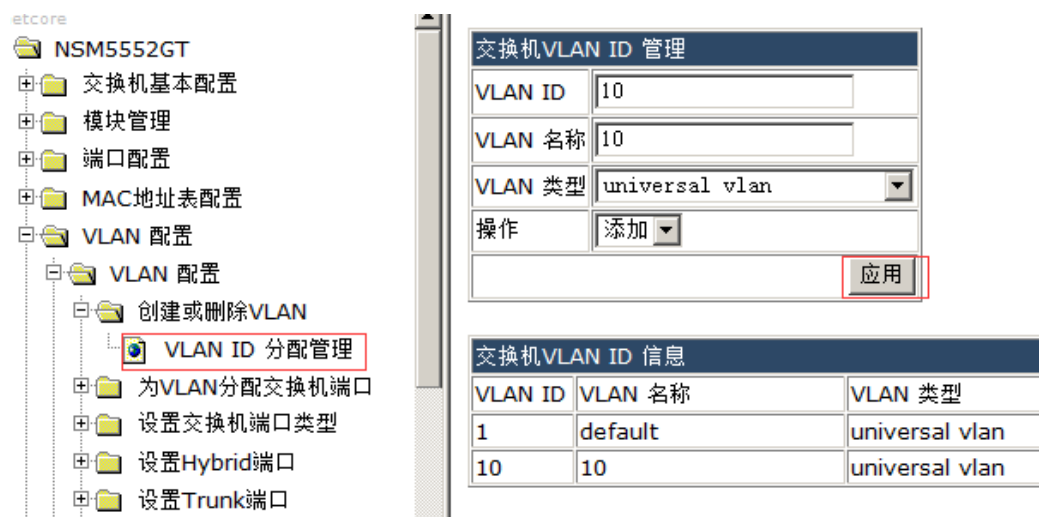 etcore
NSM5552GT
交换机基本配置
模块管理
端口配置
MAC地址表配置
VLAN 配置
VLAN 配置
创建或删除VLAN
VLAN ID 分配管理
为VLAN分配交换机端口
设置交换机端口类型
设置Hybrid端口
设置Trunk端口
交换机VLAN ID 管理
VLAN ID 10
VLAN 名称 10
VLAN 类型 universal vlan
操作 添加
应用
交换机VLAN ID 信息
VLAN ID VLAN 名称 VLAN 类型
1 default universal vlan
10 10 universal vlan